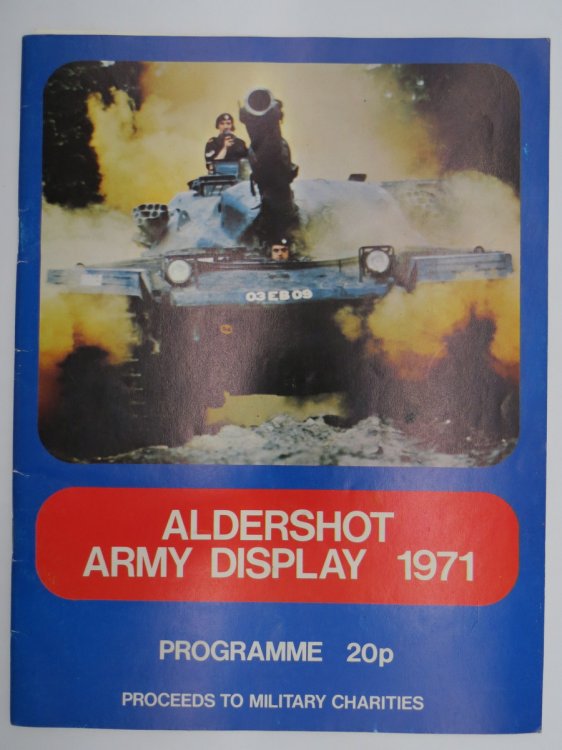 03 EB 09
ALDERSHOT
ARMY DISPLAY 1971
PROGRAMME 20p
PROCEEDS TO MILITARY CHARITIES